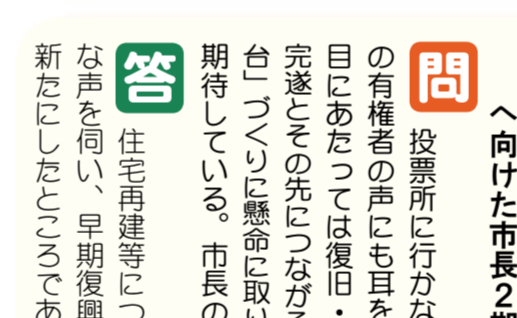 へ向けた市長２期
問
投票所に行かな
の有権者の声にも耳を
目にあたっては復旧・
完遂とその先につながる
台」づくりに懸命に取り
期待している。市長の
答
住宅再建等につ
な声を伺い、早期復興
新たにしたところであ